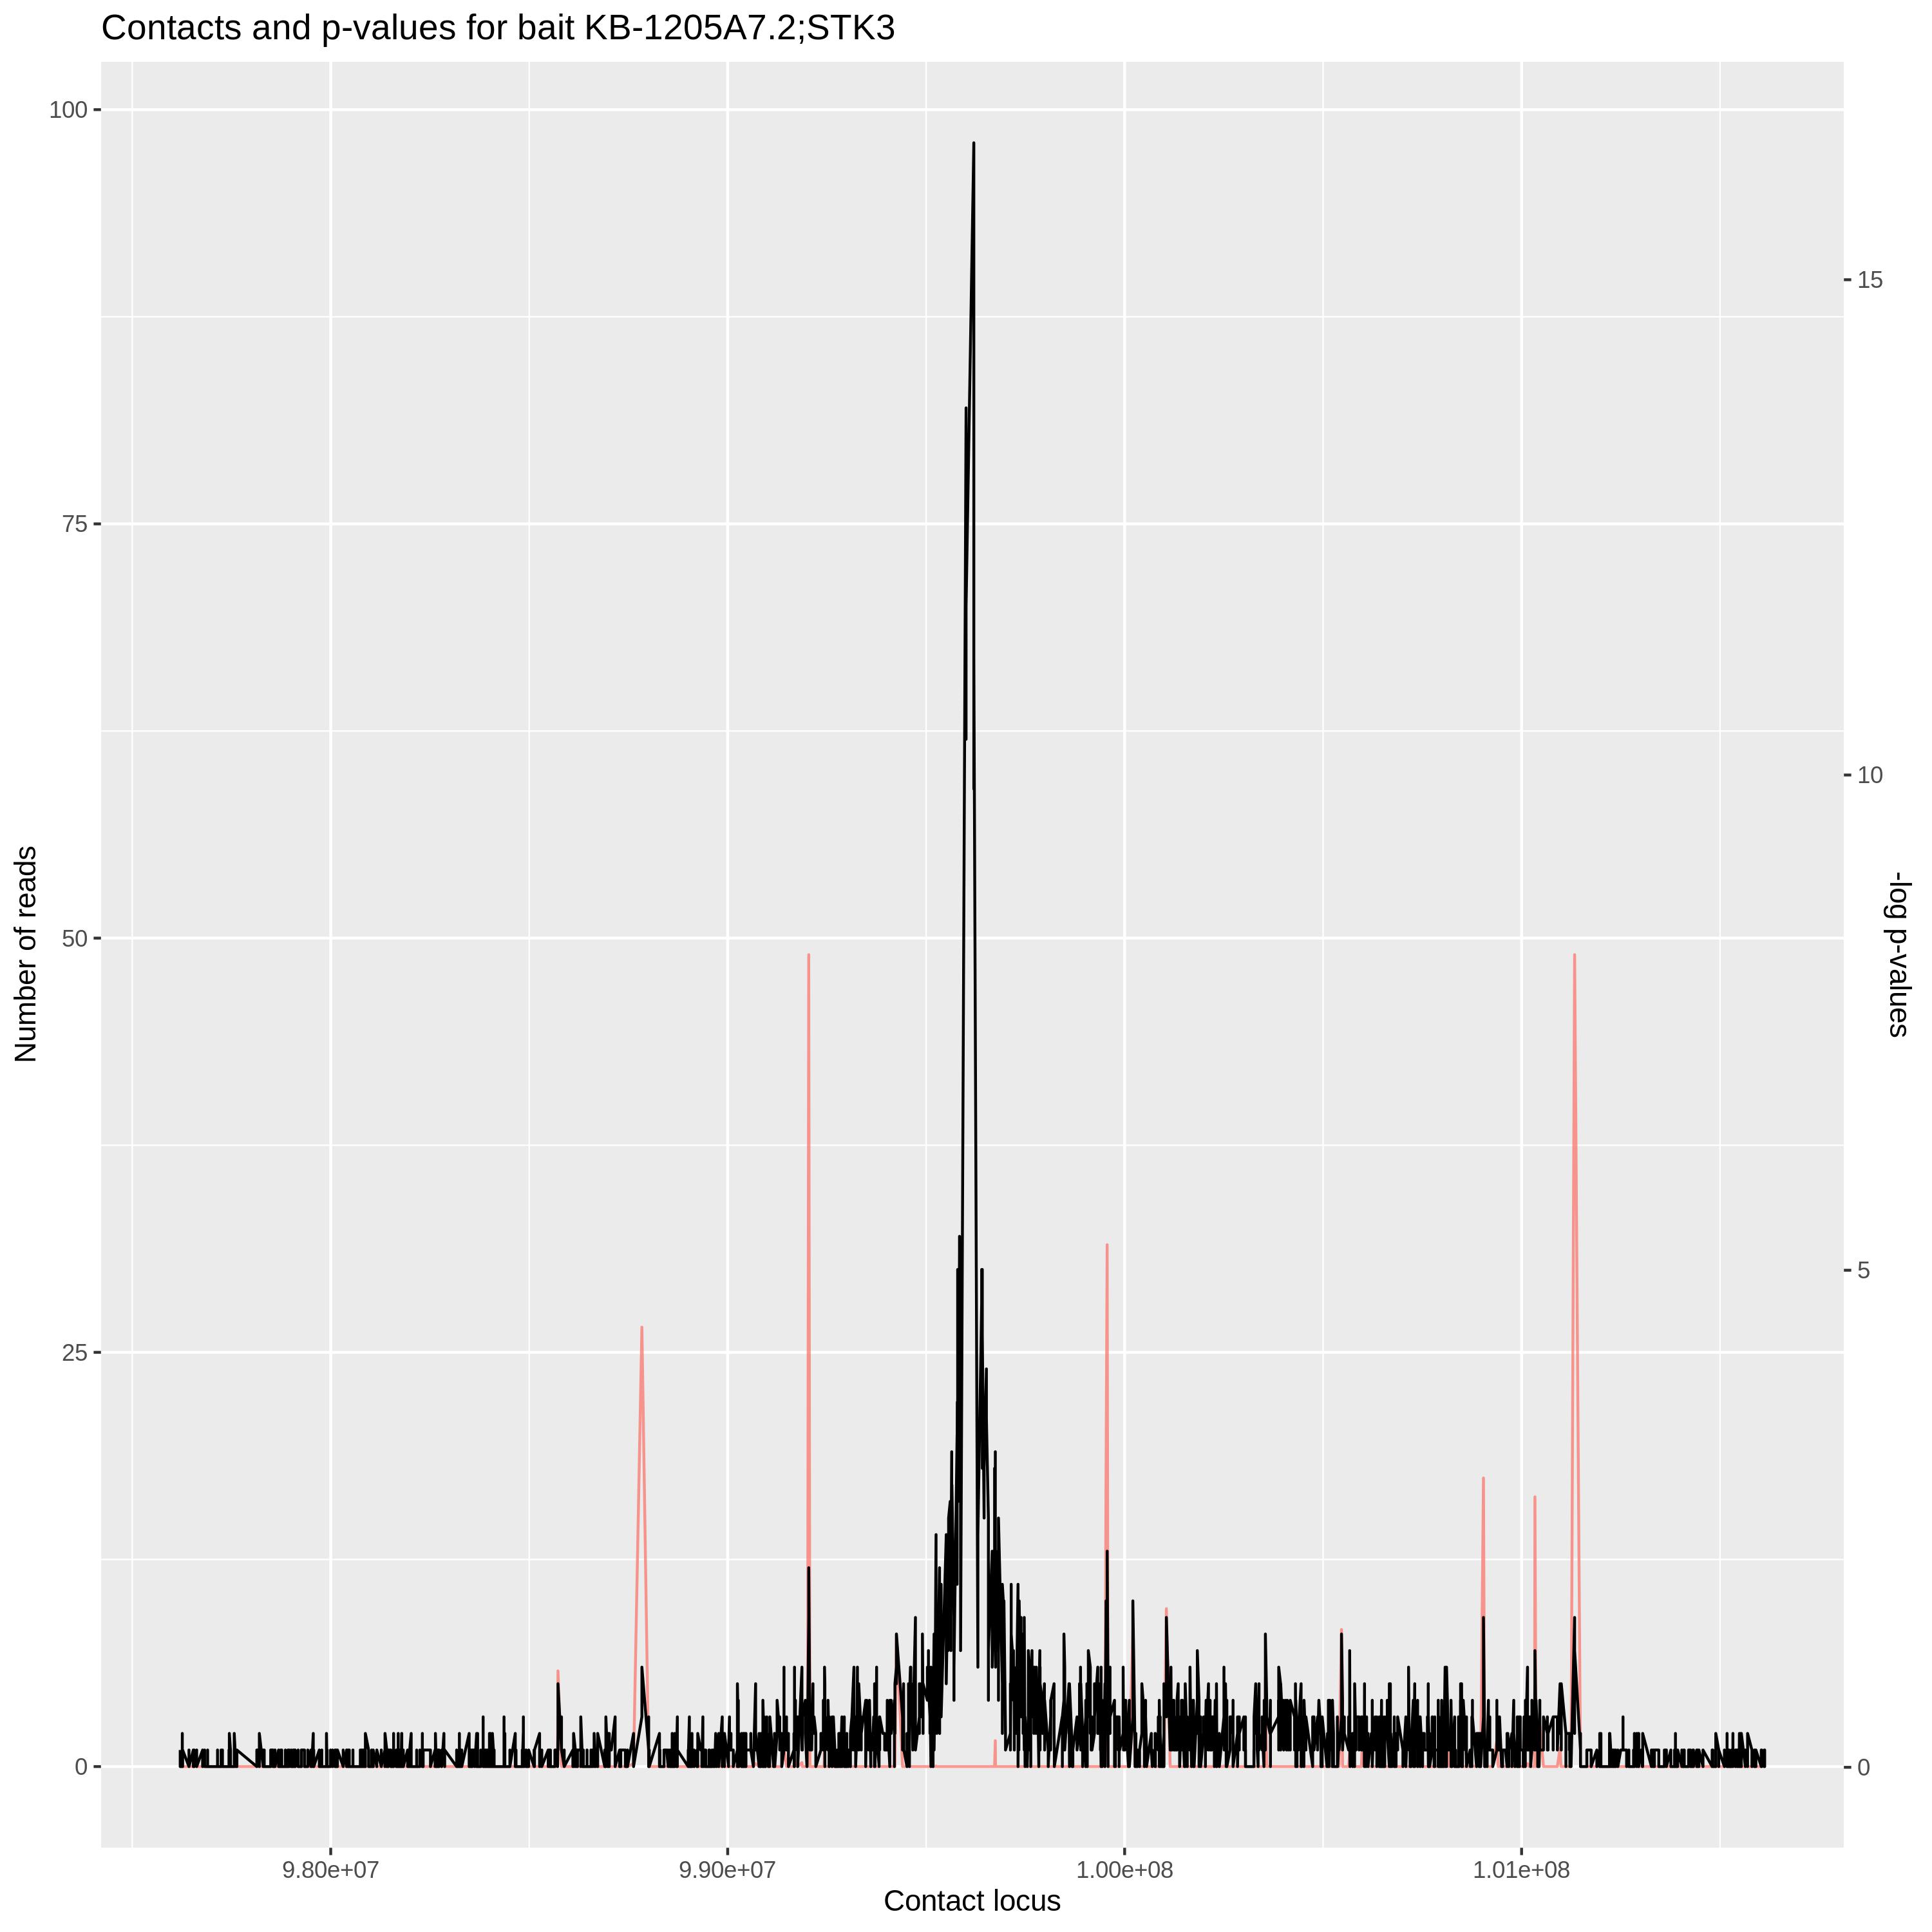 Contacts and p-values for bait KB-1205A7.2;STK3
100
75
50
25
0
Number of reads
15
10
5
0
-log p-values
9.80e+07 9.90e+07 1.00e+08 1.01e+08
Contact locus